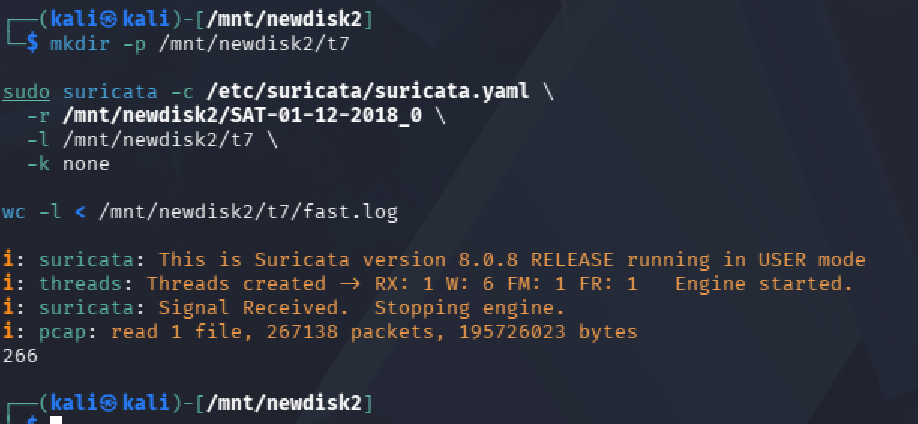 ┌──(kali㉿kali)-[/mnt/newdisk2]
└─$ mkdir -p /mnt/newdisk2/t7
sudo suricata -c /etc/suricata/suricata.yaml \
-r /mnt/newdisk2/SAT-01-12-2018_0 \
-l /mnt/newdisk2/t7 \
-k none
wc -l < /mnt/newdisk2/t7/fast.log
i: suricata: This is Suricata version 8.0.8 RELEASE running in USER mode
i: threads: Threads created → RX: 1 W: 6 FM: 1 FR: 1   Engine started.
i: suricata: Signal Received.  Stopping engine.
i: pcap: read 1 file, 267138 packets, 195726023 bytes
266
┌──(kali㉿kali)-[/mnt/newdisk2]
└─$